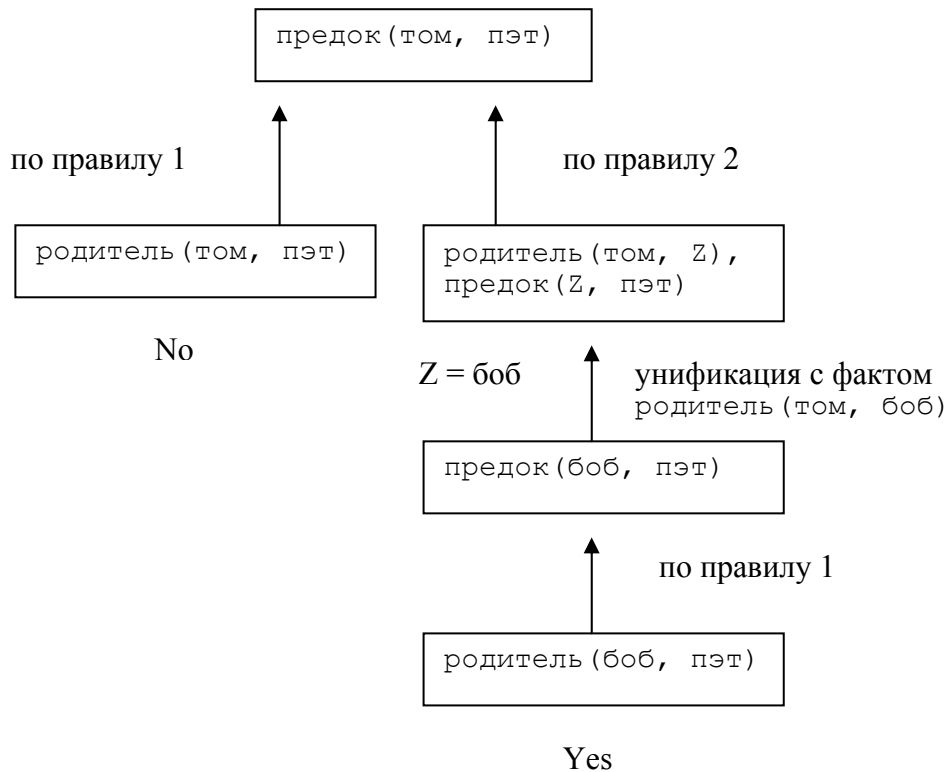 предок(том, пэт)
по правилу 1
по правилу 2
родитель(том, пэт)
родитель(том, Z),
предок(Z, пэт)
No
Z = боб
унификация с фактом
родитель(том, боб)
предок(боб, пэт)
по правилу 1
родитель(боб, пэт)
Yes